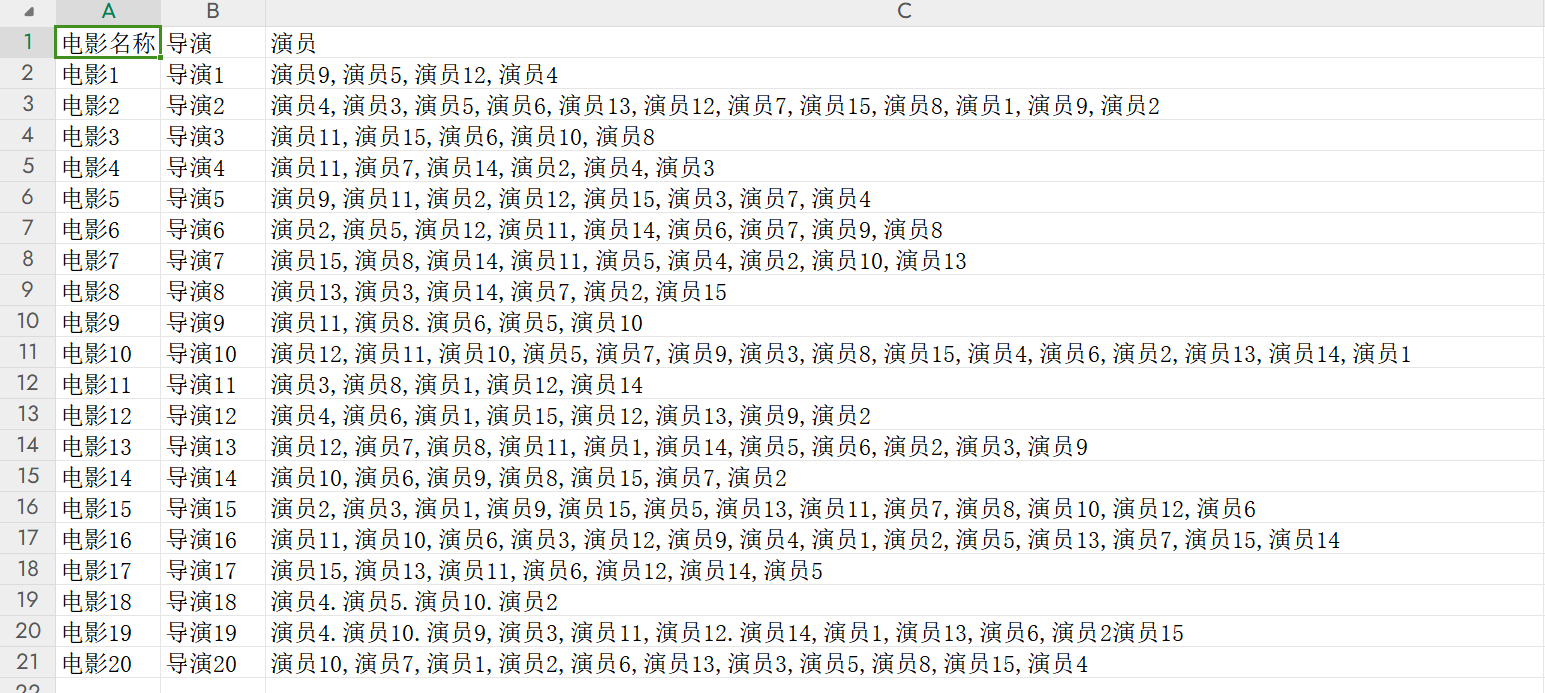 A B C
1 电影名称 导演 演员
2 电影1 导演1 演员9,演员5,演员12,演员4
3 电影2 导演2 演员4,演员3,演员5,演员6,演员13,演员12,演员7,演员15,演员8,演员1,演员9,演员2
4 电影3 导演3 演员11,演员15,演员6,演员10,演员8
5 电影4 导演4 演员11,演员7,演员14,演员2,演员4,演员3
6 电影5 导演5 演员9,演员11,演员2,演员12,演员15,演员3,演员7,演员4
7 电影6 导演6 演员2,演员5,演员12,演员11,演员14,演员6,演员7,演员9,演员8
8 电影7 导演7 演员15,演员8,演员14,演员11,演员5,演员4,演员2,演员10,演员13
9 电影8 导演8 演员13,演员3,演员14,演员7,演员2,演员15
10 电影9 导演9 演员11,演员8.演员6,演员5,演员10
11 电影10 导演10 演员12,演员11,演员10,演员5,演员7,演员9,演员3,演员8,演员15,演员4,演员6,演员2,演员13,演员14,演员1
12 电影11 导演11 演员3,演员8,演员1,演员12,演员14
13 电影12 导演12 演员4,演员6,演员1,演员15,演员12,演员13,演员9,演员2
14 电影13 导演13 演员12,演员7,演员8,演员11,演员1,演员14,演员5,演员6,演员2,演员3,演员9
15 电影14 导演14 演员10,演员6,演员9,演员8,演员15,演员7,演员2
16 电影15 导演15 演员2,演员3,演员1,演员9,演员15,演员5,演员13,演员11,演员7,演员8,演员10,演员12,演员6
17 电影16 导演16 演员11,演员10,演员6,演员3,演员12,演员9,演员4,演员1,演员2,演员5,演员13,演员7,演员15,演员14
18 电影17 导演17 演员15,演员13,演员11,演员6,演员12,演员14,演员5
19 电影18 导演18 演员4.演员5.演员10.演员2
20 电影19 导演19 演员4.演员10.演员9,演员3,演员11,演员12.演员14,演员1,演员13,演员6,演员2演员15
21 电影20 导演20 演员10,演员7,演员1,演员2,演员6,演员13,演员3,演员5,演员8,演员15,演员4
22